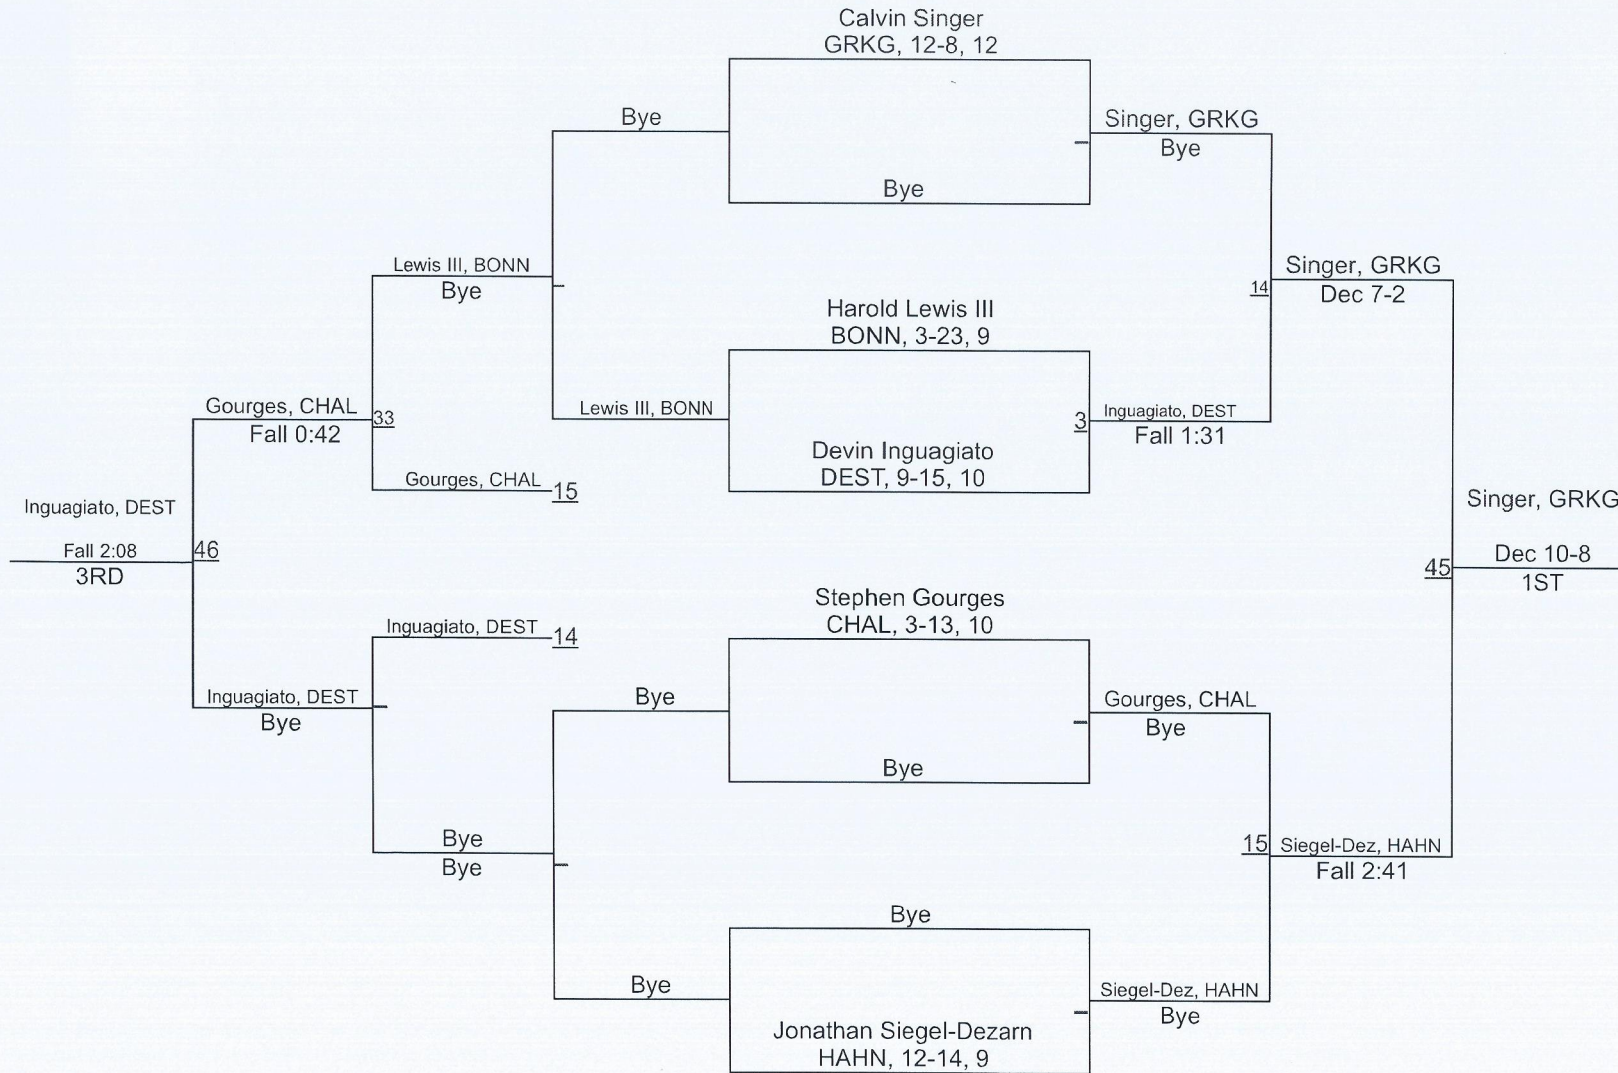 Calvin Singer
GRKG, 12-8, 12
Bye
Singer, GRKG
Bye
Bye
Lewis III, BONN
Bye
Singer, GRKG
14
Dec 7-2
Harold Lewis III
BONN, 3-23, 9
Gourges, CHAL
33
Fall 0:42
Lewis III, BONN
3
Inguagiato, DEST
Fall 1:31
Devin Inguagiato
DEST, 9-15, 10
Gourges, CHAL
15
Inguagiato, DEST
Fall 2:08
46
3RD
Singer, GRKG
Dec 10-8
45
1ST
Stephen Gourges
CHAL, 3-13, 10
Inguagiato, DEST
14
Inguagiato, DEST
Bye
Bye
Gourges, CHAL
Bye
Bye
Bye
Bye
15
Siegel-Dez, HAHN
Fall 2:41
Bye
Bye
Siegel-Dez, HAHN
Bye
Jonathan Siegel-Dezarn
HAHN, 12-14, 9